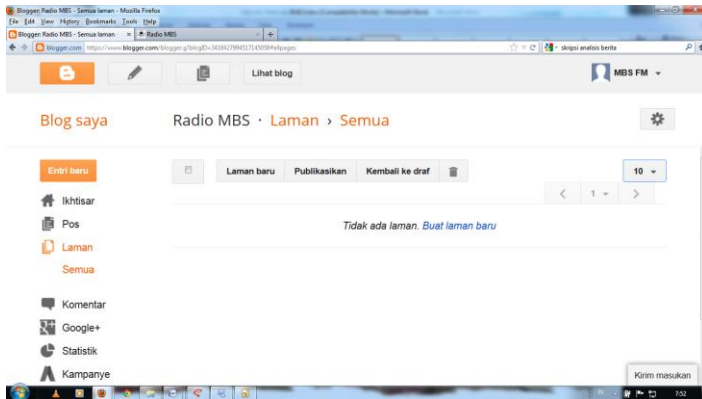 Blogger: Radio MBS - Semua laman - Mozilla Firefox
File Edit View History Bookmarks Tools Help
Blogger: Radio MBS - Semua laman
Radio MBS
blogger.com
skripsi analisis berita
Lihat blog
MBS FM
Blog saya
Radio MBS · Laman › Semua
Entri baru
Laman baru Publikasikan Kembali ke draf
10
1
Ikhtisar
Pos
Tidak ada laman. Buat laman baru
Laman
Semua
Komentar
Google+
Statistik
Kampanye
Kirim masukan
7:52